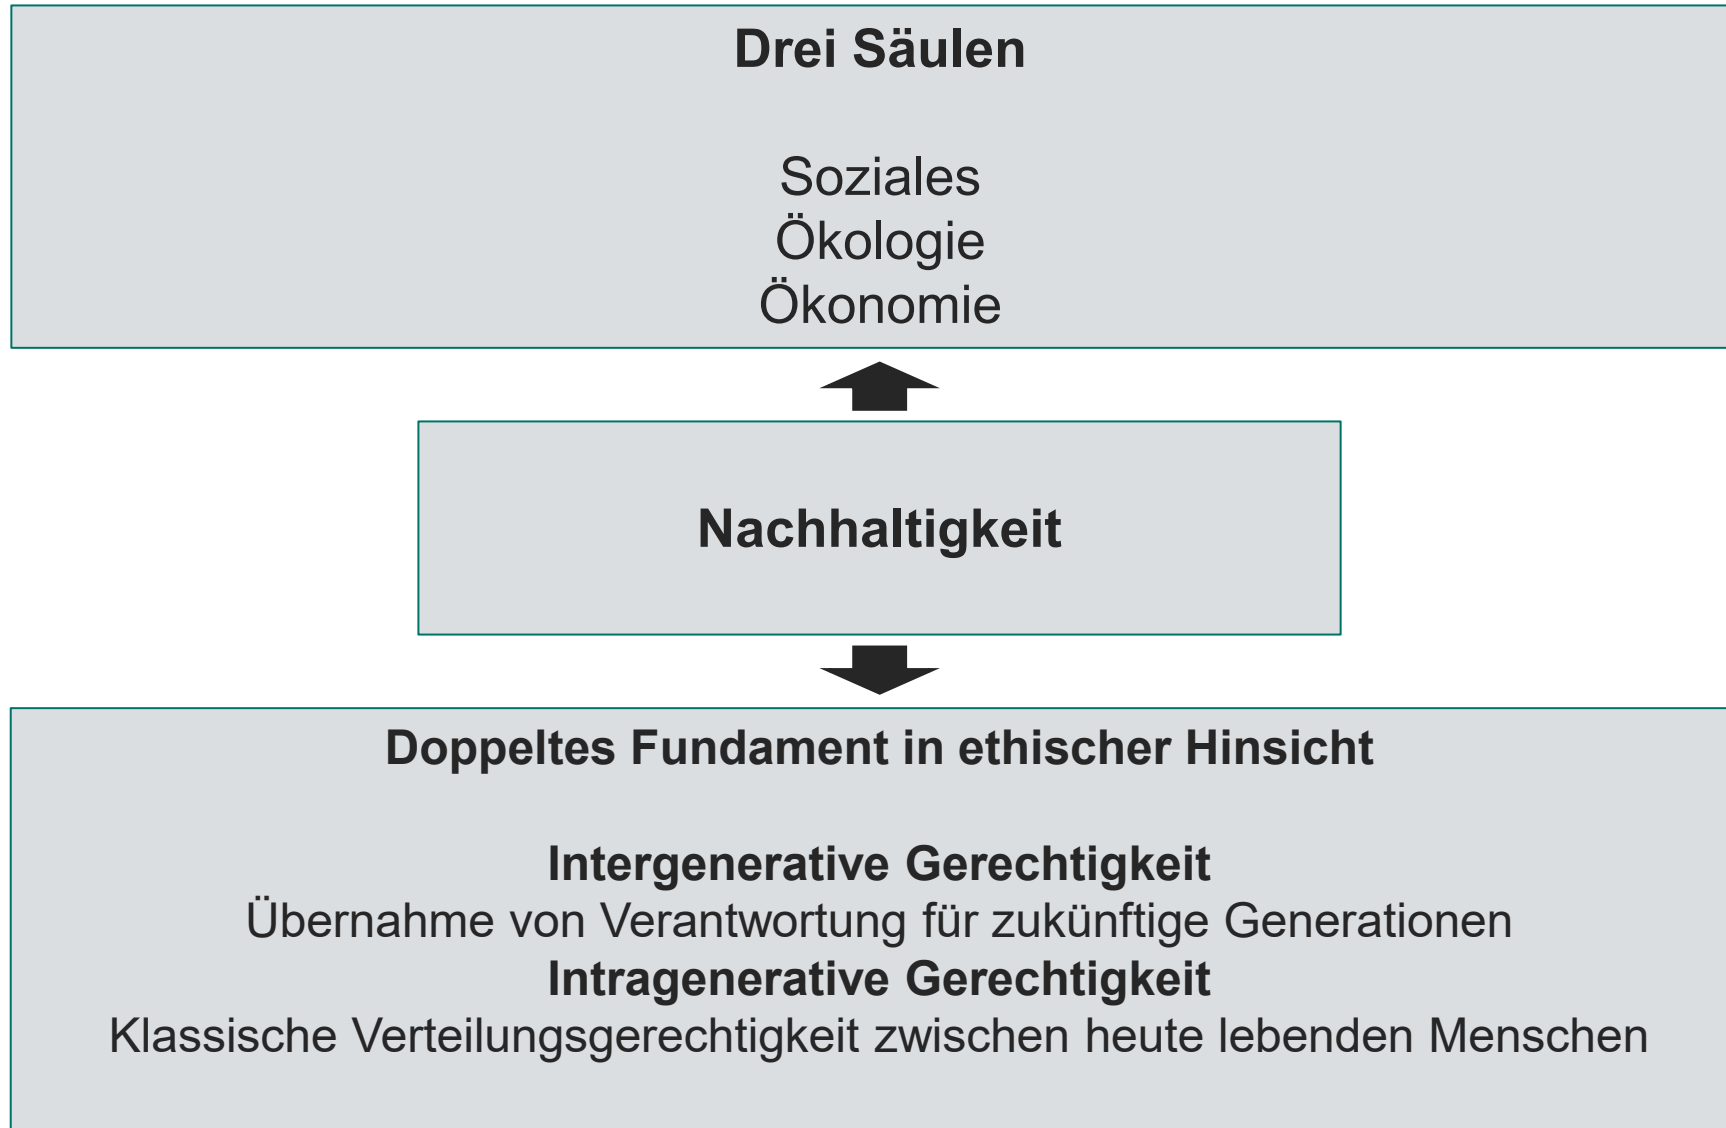 Drei Säulen
Soziales
Ökologie
Ökonomie
Nachhaltigkeit
Doppeltes Fundament in ethischer Hinsicht
Intergenerative Gerechtigkeit
Übernahme von Verantwortung für zukünftige Generationen
Intragenerative Gerechtigkeit
Klassische Verteilungsgerechtigkeit zwischen heute lebenden Menschen